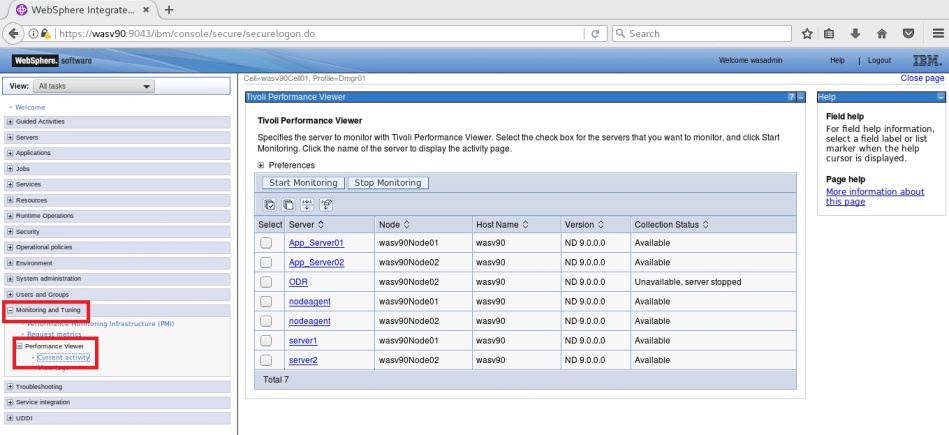 WebSphere Integrate...
https://wasv90:9043/ibm/console/secure/securelogon.do
Search
WebSphere. software
Welcome wasadmin
Help | Logout
IBM.
View: All tasks
Cell=wasv90Cell01, Profile=Dmgr01
Close page
Welcome
Guided Activities
Servers
Applications
Jobs
Services
Resources
Runtime Operations
Security
Operational policies
Environment
System administration
Users and Groups
Monitoring and Tuning
Performance Monitoring Infrastructure (PMI)
Request metrics
Performance Viewer
Current activity
Troubleshooting
Service integration
UDDI
Tivoli Performance Viewer
Tivoli Performance Viewer
Specifies the server to monitor with Tivoli Performance Viewer. Select the check box for the servers that you want to monitor, and click Start
Monitoring. Click the name of the server to display the activity page.
Preferences
Start Monitoring Stop Monitoring
Select Server Node Host Name Version Collection Status
App_Server01 wasv90Node01 wasv90 ND 9.0.0.0 Available
App_Server02 wasv90Node02 wasv90 ND 9.0.0.0 Available
ODR wasv90Node02 wasv90 ND 9.0.0.0 Unavailable, server stopped
nodeagent wasv90Node01 wasv90 ND 9.0.0.0 Available
nodeagent wasv90Node02 wasv90 ND 9.0.0.0 Available
server1 wasv90Node01 wasv90 ND 9.0.0.0 Available
server2 wasv90Node02 wasv90 ND 9.0.0.0 Available
Total 7
Help
Field help
For field help information,
select a field label or list
marker when the help
cursor is displayed.
Page help
More information about
this page